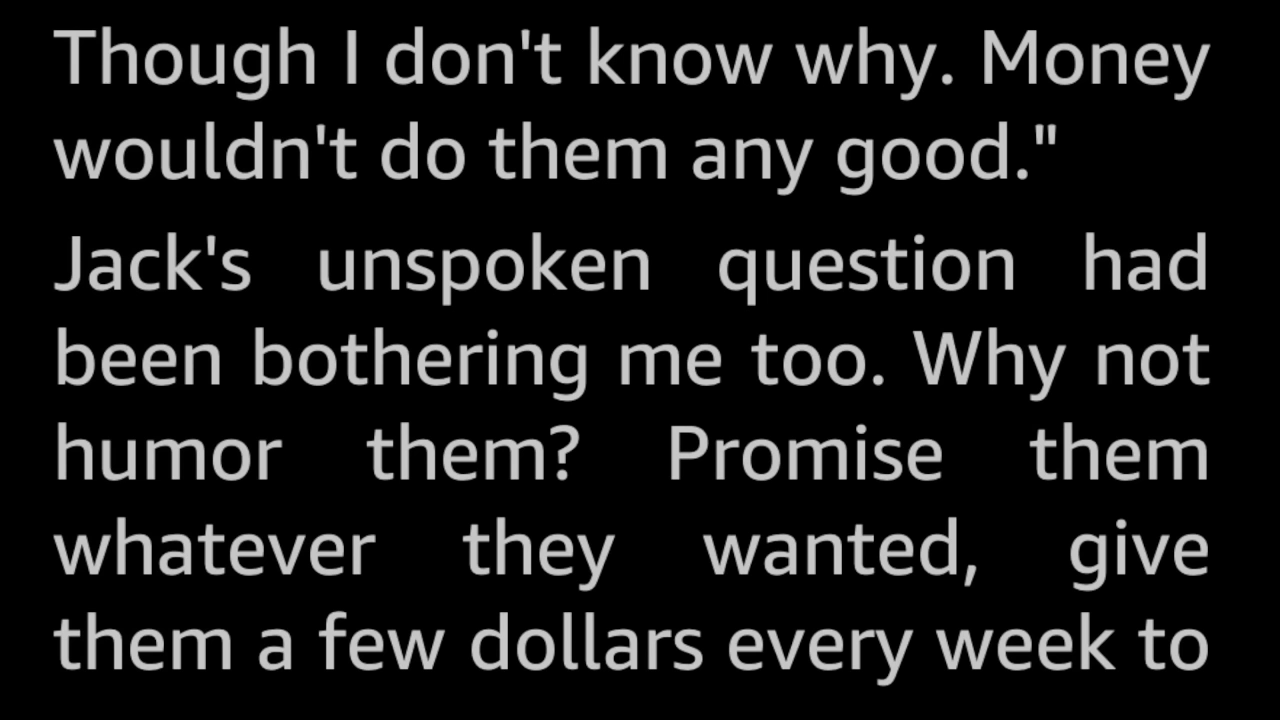 Though I don't know why. Money
wouldn't do them any good."
Jack's unspoken question had
been bothering me too. Why not
humor them? Promise them
whatever they wanted, give
them a few dollars every week to